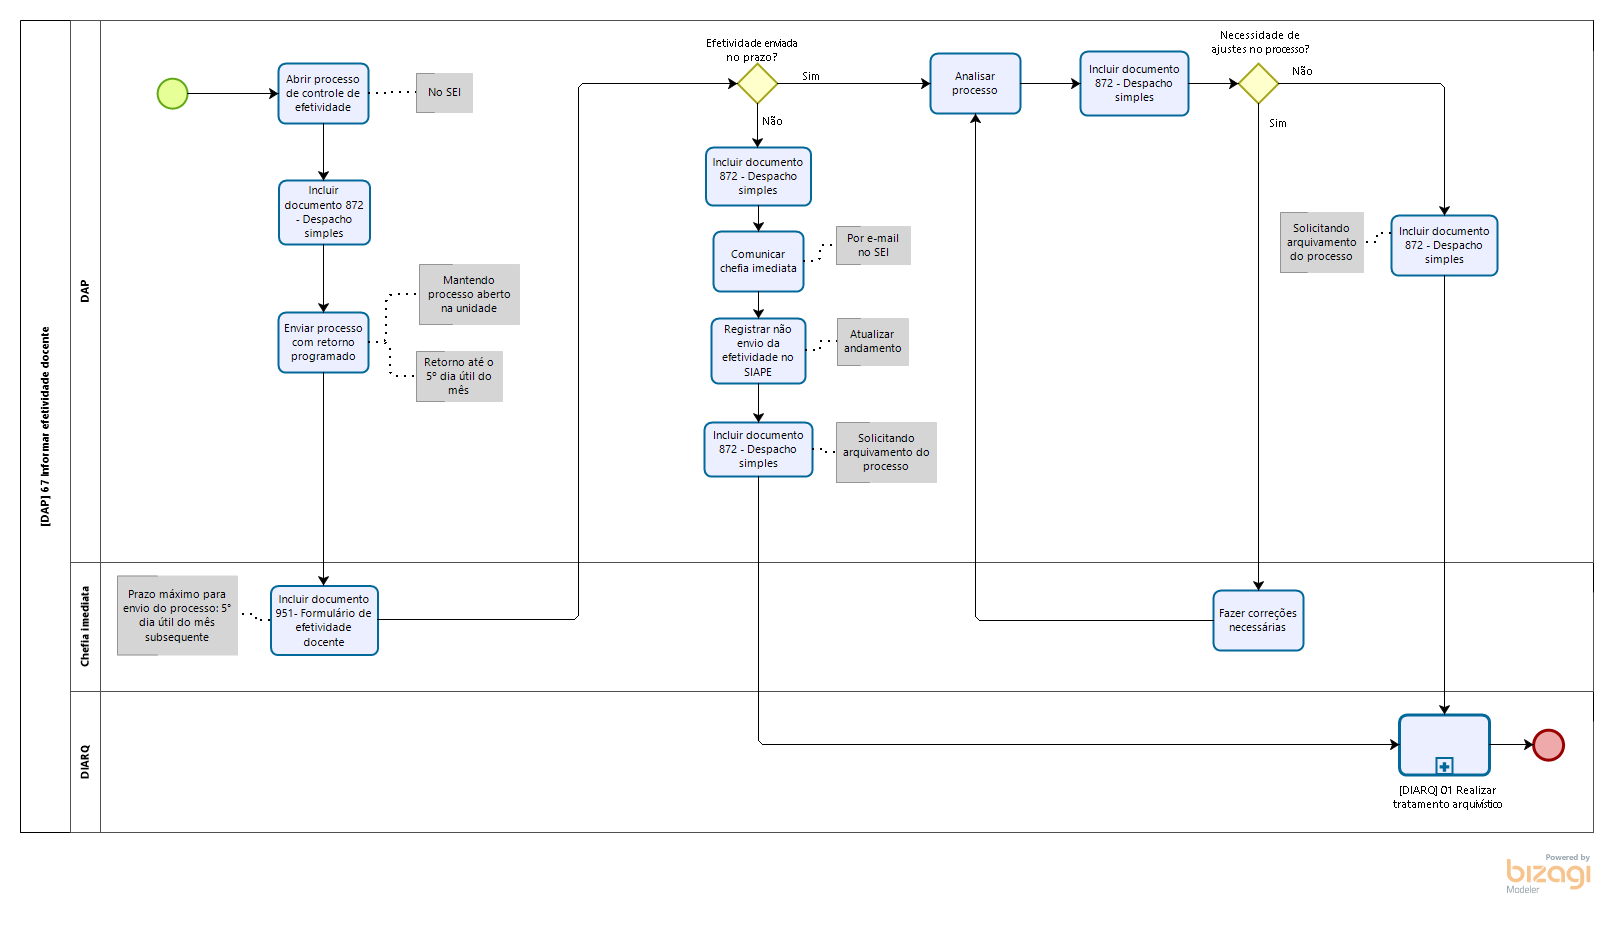 [DAP] 67 Informar efetividade docente
DAP
Abrir processo
de controle de
efetividade
No SEI
Incluir
documento 872
- Despacho
simples
Enviar processo
com retorno
programado
Mantendo
processo aberto
na unidade
Retorno até o
5º dia útil do
mês
Efetividade enviada
no prazo?
Sim
Não
Incluir documento
872 - Despacho
simples
Comunicar
chefia imediata
Por e-mail
no SEI
Registrar não
envio da
efetividade no
SIAPE
Atualizar
andamento
Incluir documento
872 - Despacho
simples
Solicitando
arquivamento do
processo
Analisar
processo
Incluir documento
872 - Despacho
simples
Necessidade de
ajustes no processo?
Não
Sim
Solicitando
arquivamento
do processo
Incluir documento
872 - Despacho
simples
Chefia imediata
Prazo máximo para
envio do processo: 5°
dia útil do mês
subsequente
Incluir documento
951- Formulário de
efetividade
docente
Fazer correções
necessárias
DIARQ
[DIARQ] 01 Realizar
tratamento arquivístico
Powered by
bizagi
Modeler